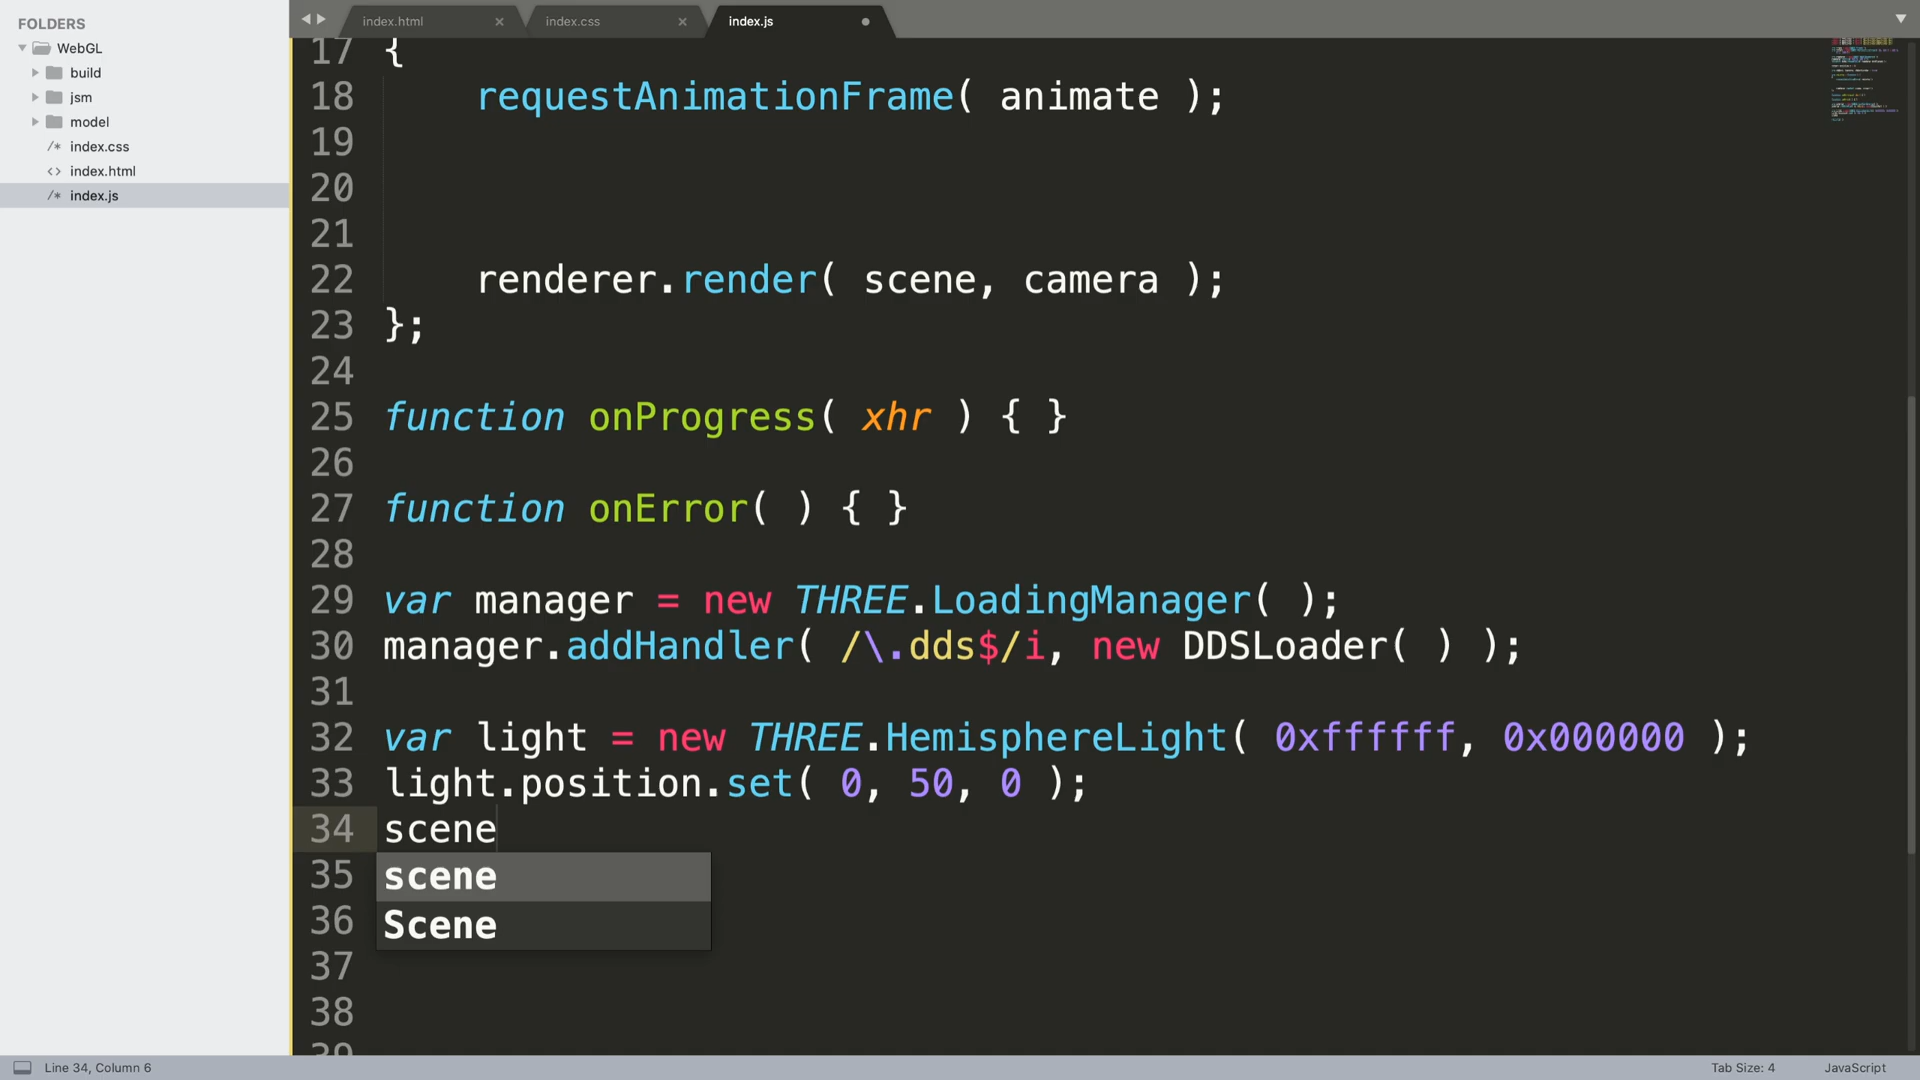 FOLDERS
WebGL
build
jsm
model
/* index.css
<> index.html
/* index.js
index.html
index.css
index.js
17 {
18 requestAnimationFrame( animate );
19
20
21
22 renderer.render( scene, camera );
23 };
24
25 function onProgress( xhr ) { }
26
27 function onError( ) { }
28
29 var manager = new THREE.LoadingManager( );
30 manager.addHandler( /\.dds$/i, new DDSLoader( ) );
31
32 var light = new THREE.HemisphereLight( 0xffffff, 0x000000 );
33 light.position.set( 0, 50, 0 );
34 scene
35 scene
36 Scene
37
38
39
Line 34, Column 6
Tab Size: 4
JavaScript